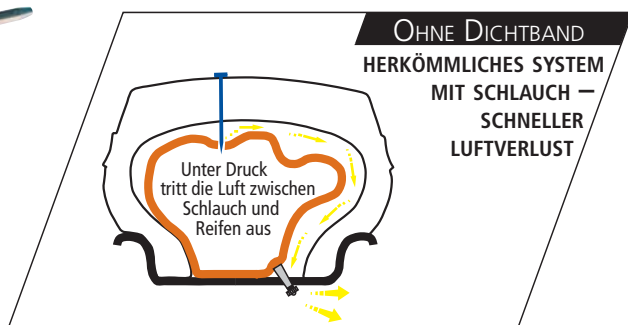 OHNE DICHTBAND
HERKÖMMLICHES SYSTEM
MIT SCHLAUCH –
SCHNELLER
LUFTVERLUST
Unter Druck
tritt die Luft zwischen
Schlauch und
Reifen aus